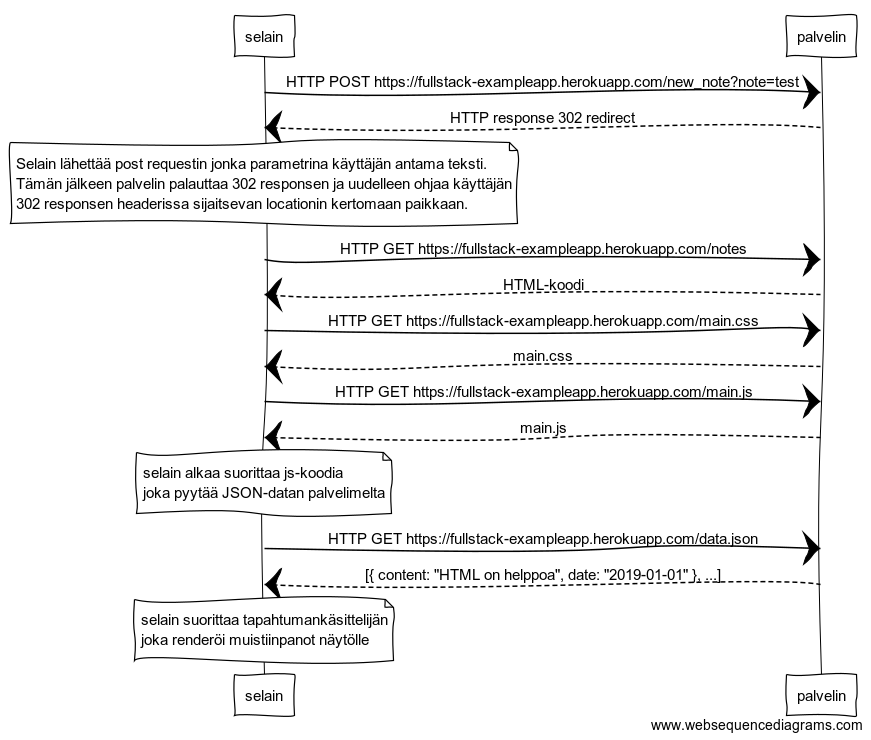 selain
palvelin
HTTP POST https://fullstack-exampleapp.herokuapp.com/new_note?note=test
HTTP response 302 redirect
Selain lähettää post requestin jonka parametrina käyttäjän antama teksti.
Tämän jälkeen palvelin palauttaa 302 responsen ja uudelleen ohjaa käyttäjän
302 responsen headerissa sijaitsevan locationin kertomaan paikkaan.
HTTP GET https://fullstack-exampleapp.herokuapp.com/notes
HTML-koodi
HTTP GET https://fullstack-exampleapp.herokuapp.com/main.css
main.css
HTTP GET https://fullstack-exampleapp.herokuapp.com/main.js
main.js
selain alkaa suorittaa js-koodia
joka pyytää JSON-datan palvelimelta
HTTP GET https://fullstack-exampleapp.herokuapp.com/data.json
[{ content: "HTML on helppoa", date: "2019-01-01" }, ...]
selain suorittaa tapahtumankäsittelijän
joka renderöi muistiinpanot näytölle
selain
palvelin
www.websequencediagrams.com